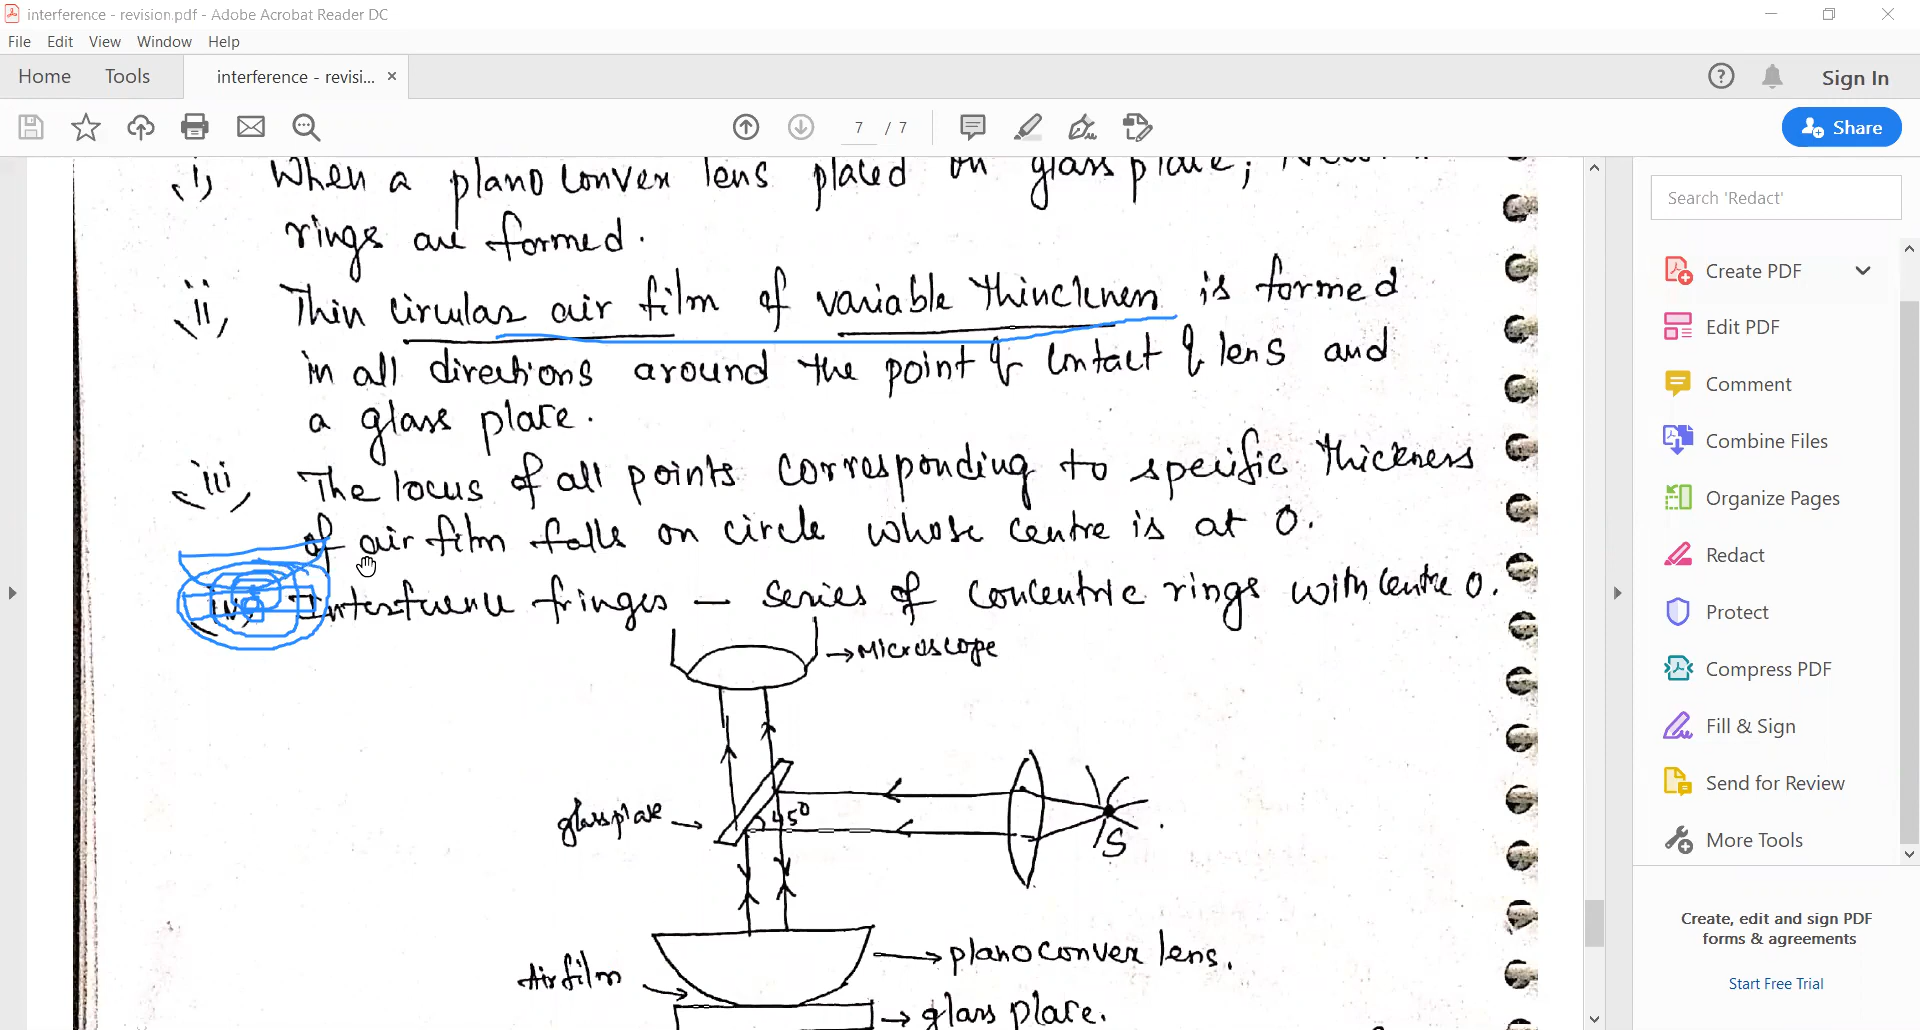 interference - revision.pdf - Adobe Acrobat Reader DC
File Edit View Window Help
Home Tools interference - revisi... ×
? Sign In
7 / 7
Share
(i) When a plano convex lens placed on glass plate;
rings are formed.
(ii) Thin circular air film of variable thinckness is formed
in all directions around the point of contact of lens and
a glass plate.
(iii) The locus of all points corresponding to specific thickness
of air film falls on circle whose centre is at O.
(iv) Interference fringes — series of concentric rings with centre O.
→ Microscope
glass plate →
45°
S
Air film →
→ plano convex lens.
→ glass plate.
Search 'Redact'
Create PDF
Edit PDF
Comment
Combine Files
Organize Pages
Redact
Protect
Compress PDF
Fill & Sign
Send for Review
More Tools
Create, edit and sign PDF
forms & agreements
Start Free Trial